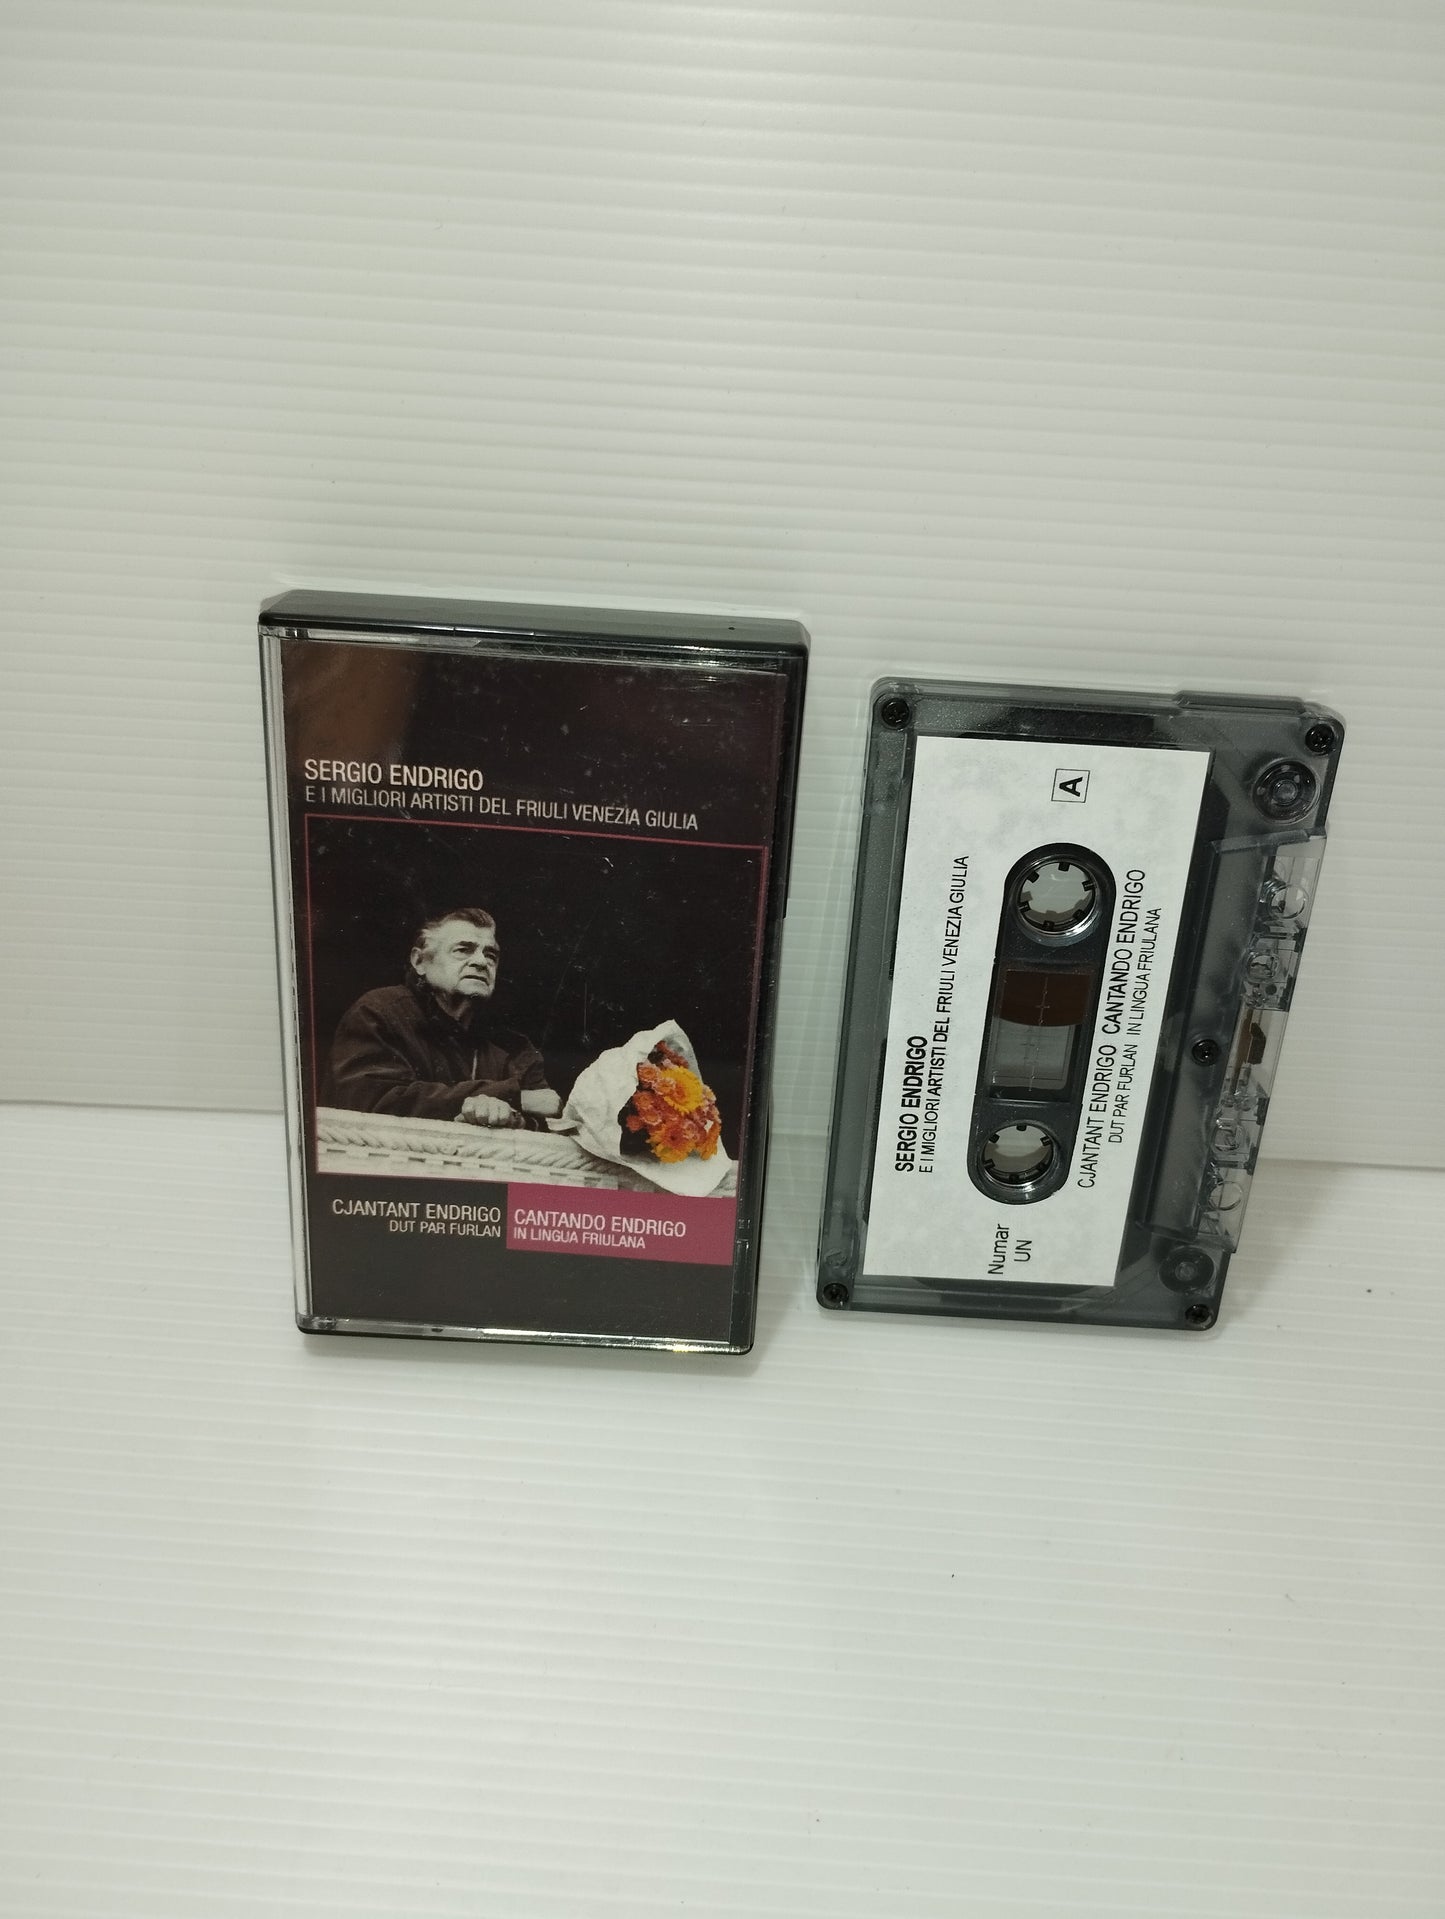 SERGIO ENDRIGO
E I MIGLIORI ARTISTI DEL FRIULI VENEZIA GIULIA
CJANTANT ENDRIGO
DUT PAR FURLAN
CANTANDO ENDRIGO
IN LINGUA FRIULANA
SERGIO ENDRIGO
E I MIGLIORI ARTISTI DEL FRIULI VENEZIA GIULIA
A
Numar
UN
CJANTANT ENDRIGO CANTANDO ENDRIGO
DUT PAR FURLAN IN LINGUA FRIULANA